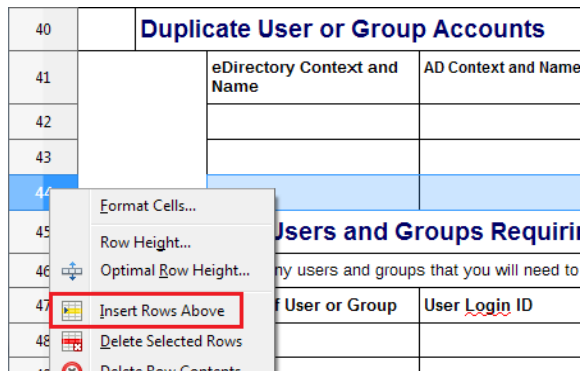 40 Duplicate User or Group Accounts
41 eDirectory Context and Name AD Context and Name
42
43
44
Format Cells...
45 Users and Groups Requiri
Row Height...
46 Optimal Row Height... ny users and groups that you will need to
47 Insert Rows Above f User or Group User Login ID
48 Delete Selected Rows
Delete Row Contents